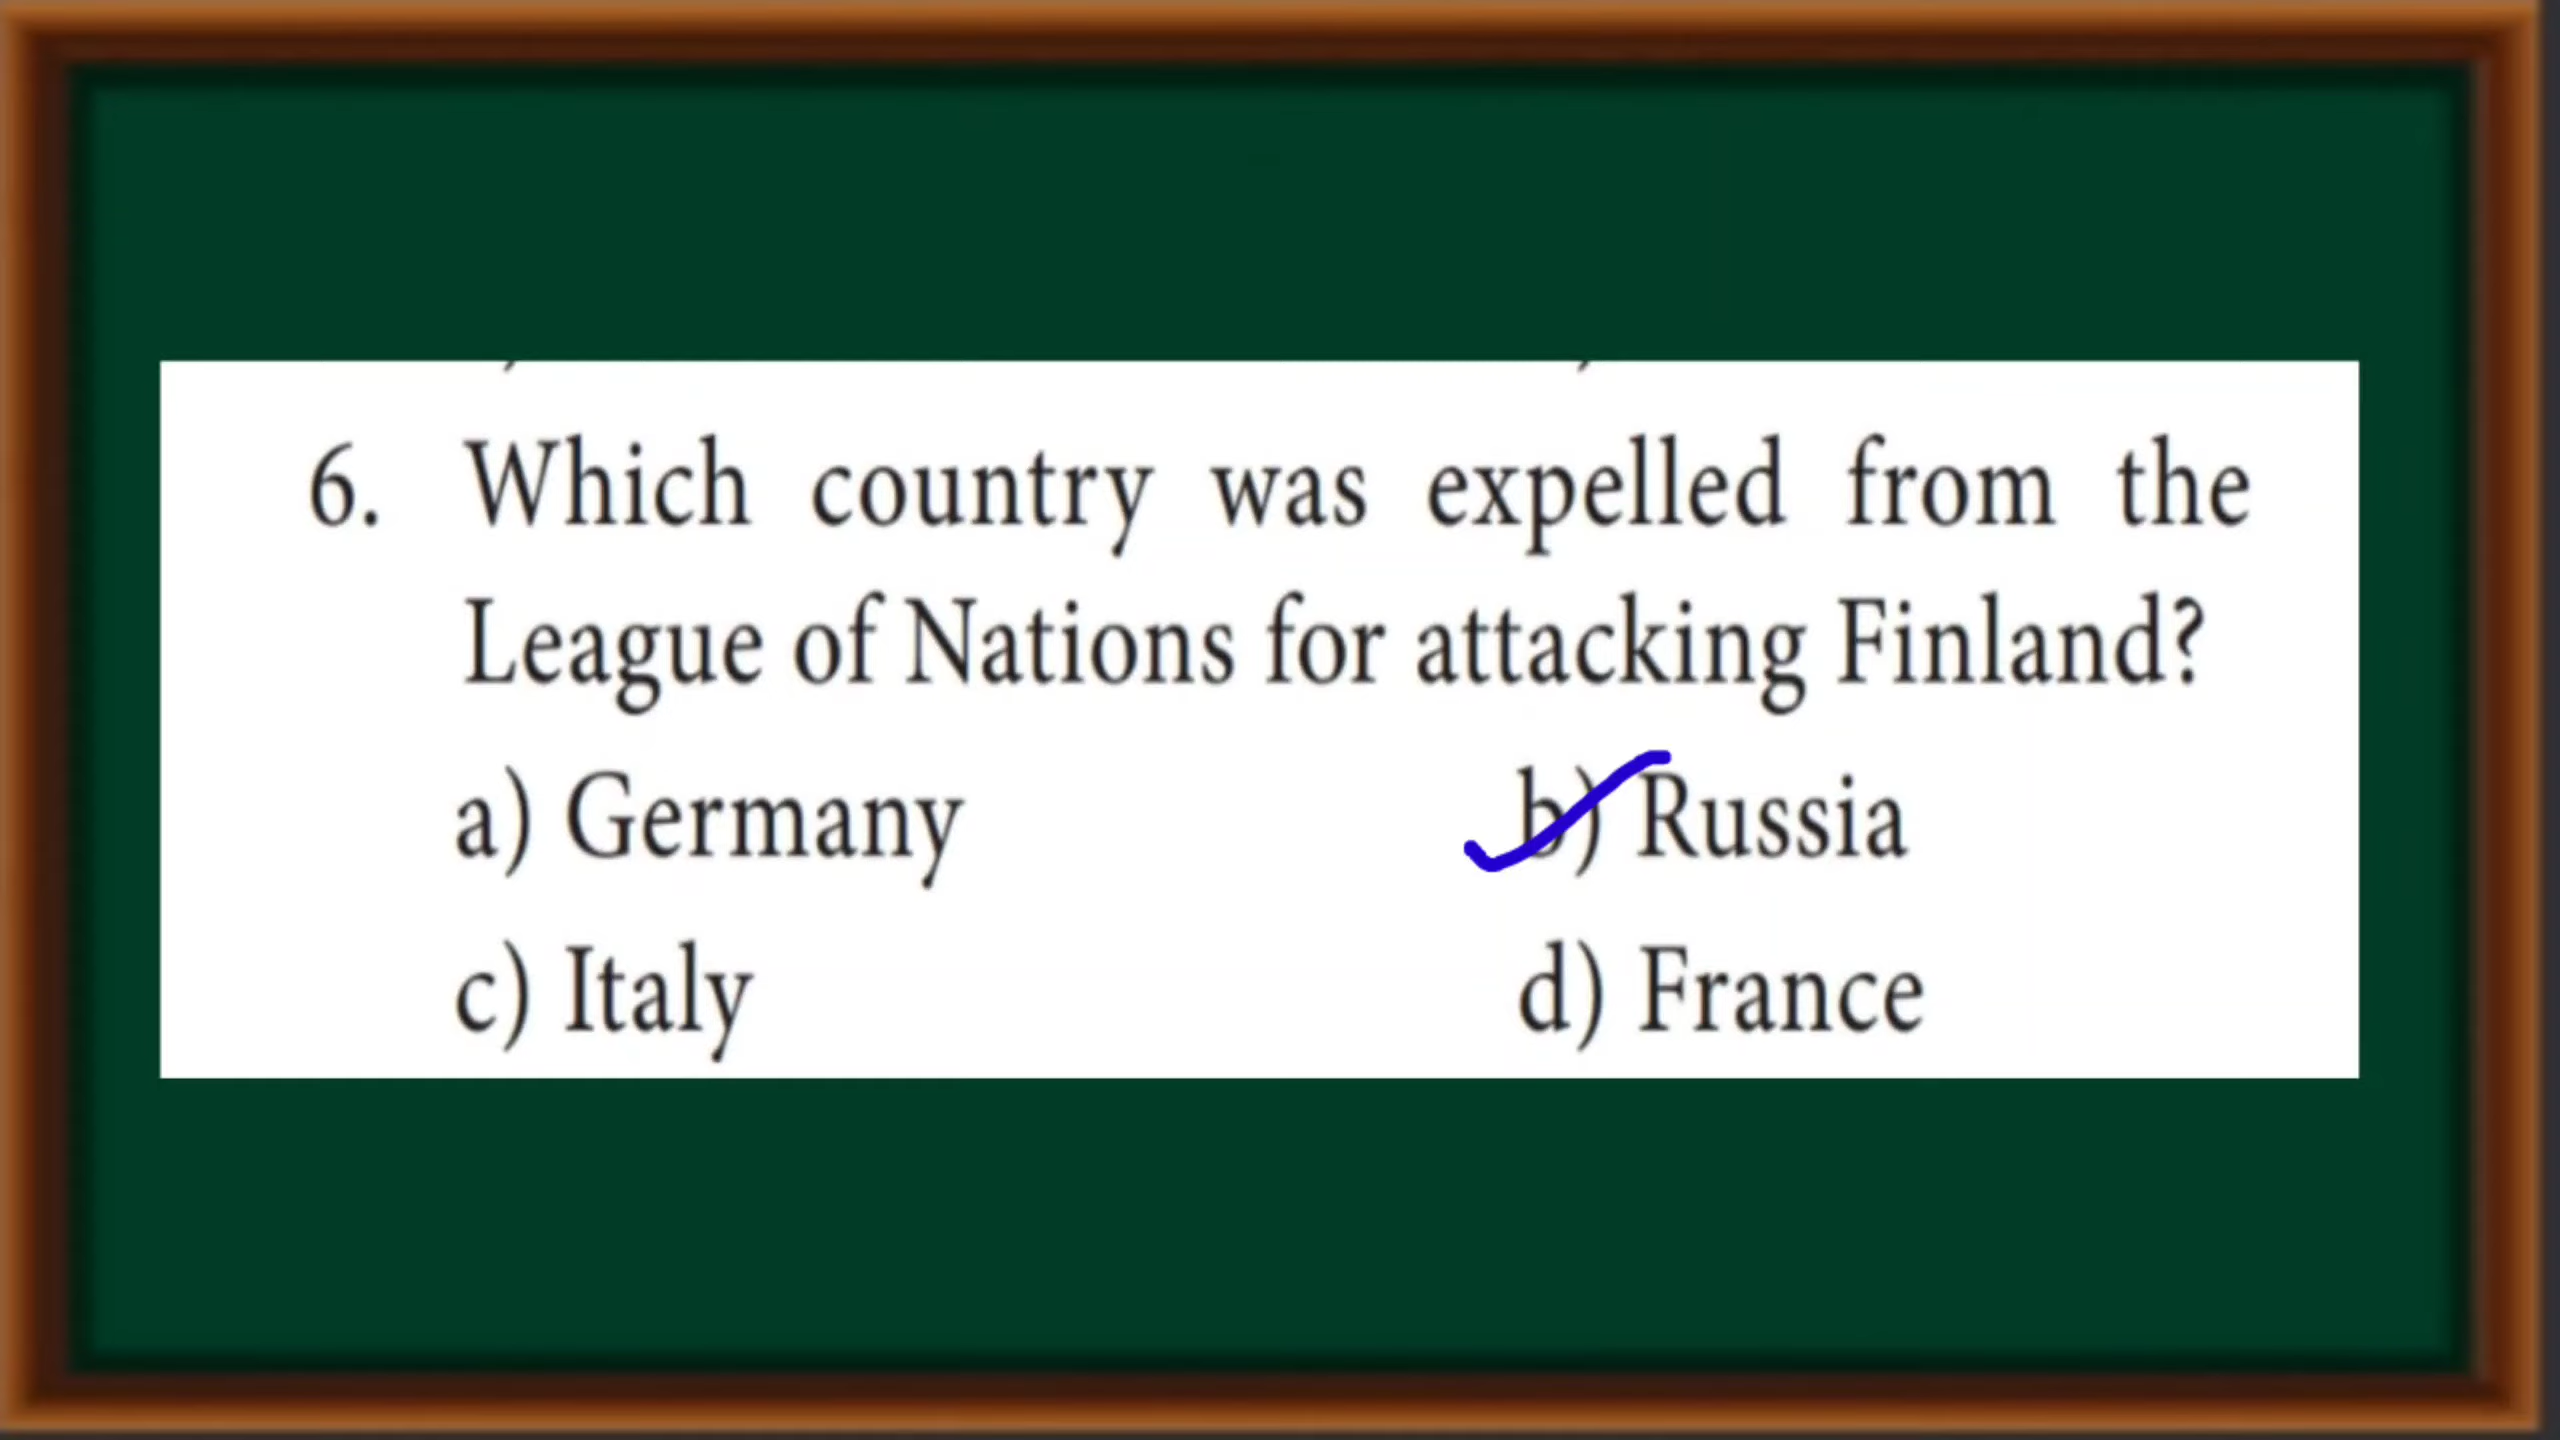 6. Which country was expelled from the
League of Nations for attacking Finland?
a) Germany b) Russia
c) Italy d) France